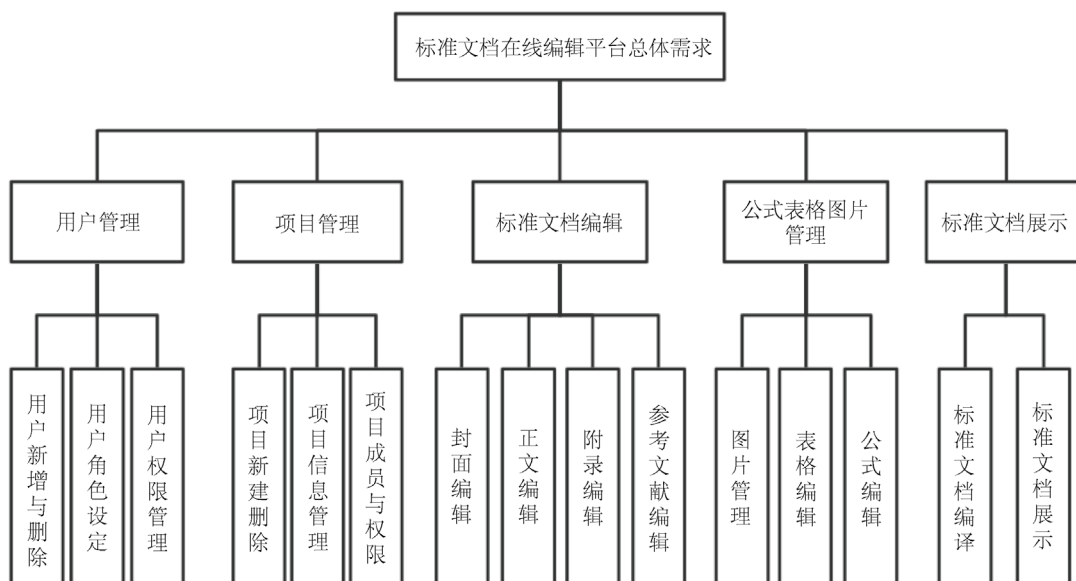 标准文档在线编辑平台总体需求
用户管理
项目管理
标准文档编辑
公式表格图片
管理
标准文档展示
用户新增与删除
用户角色设定
用户权限管理
项目新建删除
项目信息管理
项目成员与权限
封面编辑
正文编辑
附录编辑
参考文献编辑
图片管理
表格编辑
公式编辑
标准文档编译
标准文档展示